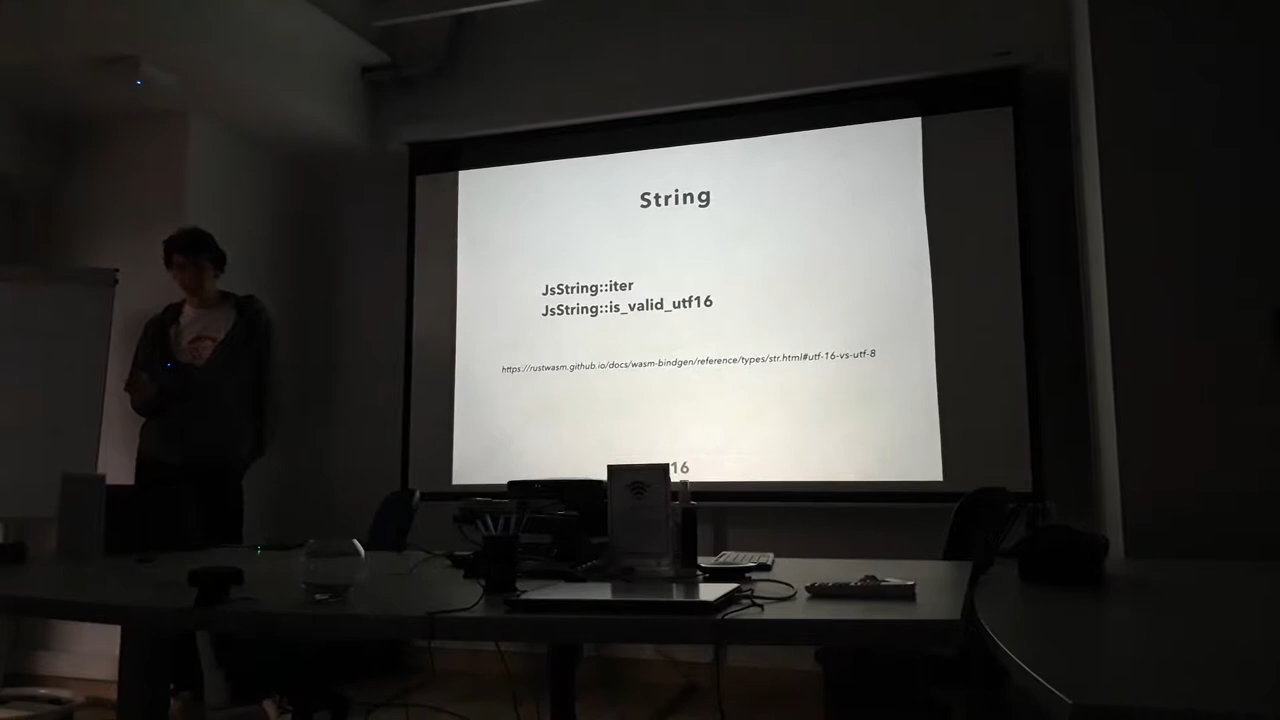 String
JsString::iter
JsString::is_valid_utf16
https://rustwasm.github.io/docs/wasm-bindgen/reference/types/str.html#utf-16-vs-utf-8
16